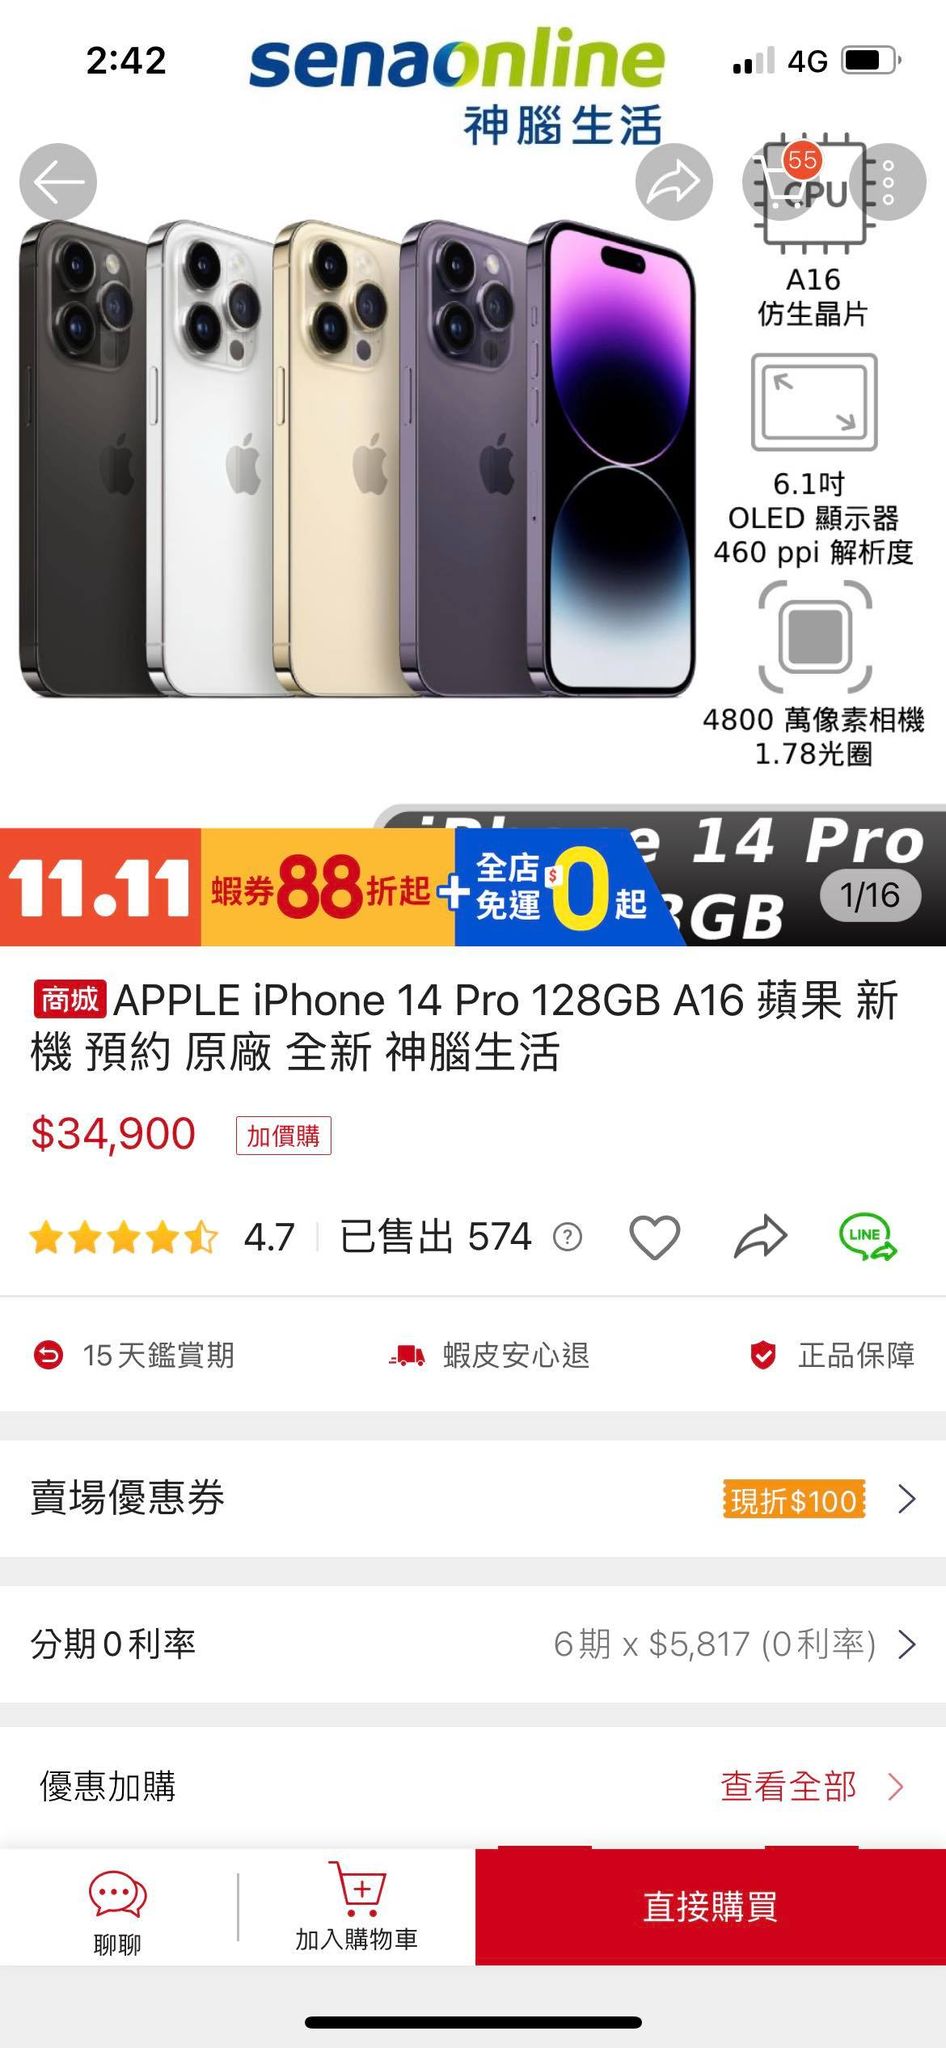 2:42
senaonline
4G
神腦生活
55
CPU
A16
仿生晶片
6.1吋
OLED 顯示器
460 ppi 解析度
4800 萬像素相機
1.78光圈
14 Pro
GB
1/16
11.11
蝦券88折起
+
全店
免運
$0起
商城 APPLE iPhone 14 Pro 128GB A16 蘋果 新
機 預約 原廠 全新 神腦生活
$34,900
加價購
4.7
已售出 574
?
LINE
15天鑑賞期
蝦皮安心退
正品保障
賣場優惠券
現折$100
分期0利率
6期 x $5,817 (0利率)
優惠加購
查看全部
聊聊
加入購物車
直接購買